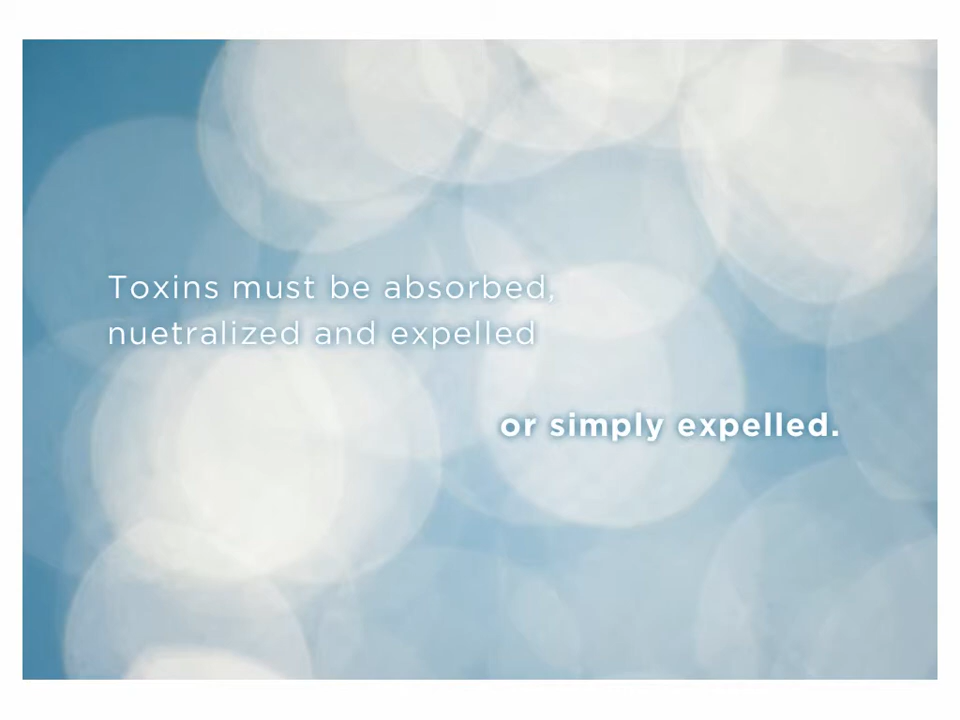 Toxins must be absorbed,
nuetralized and expelled
or simply expelled.